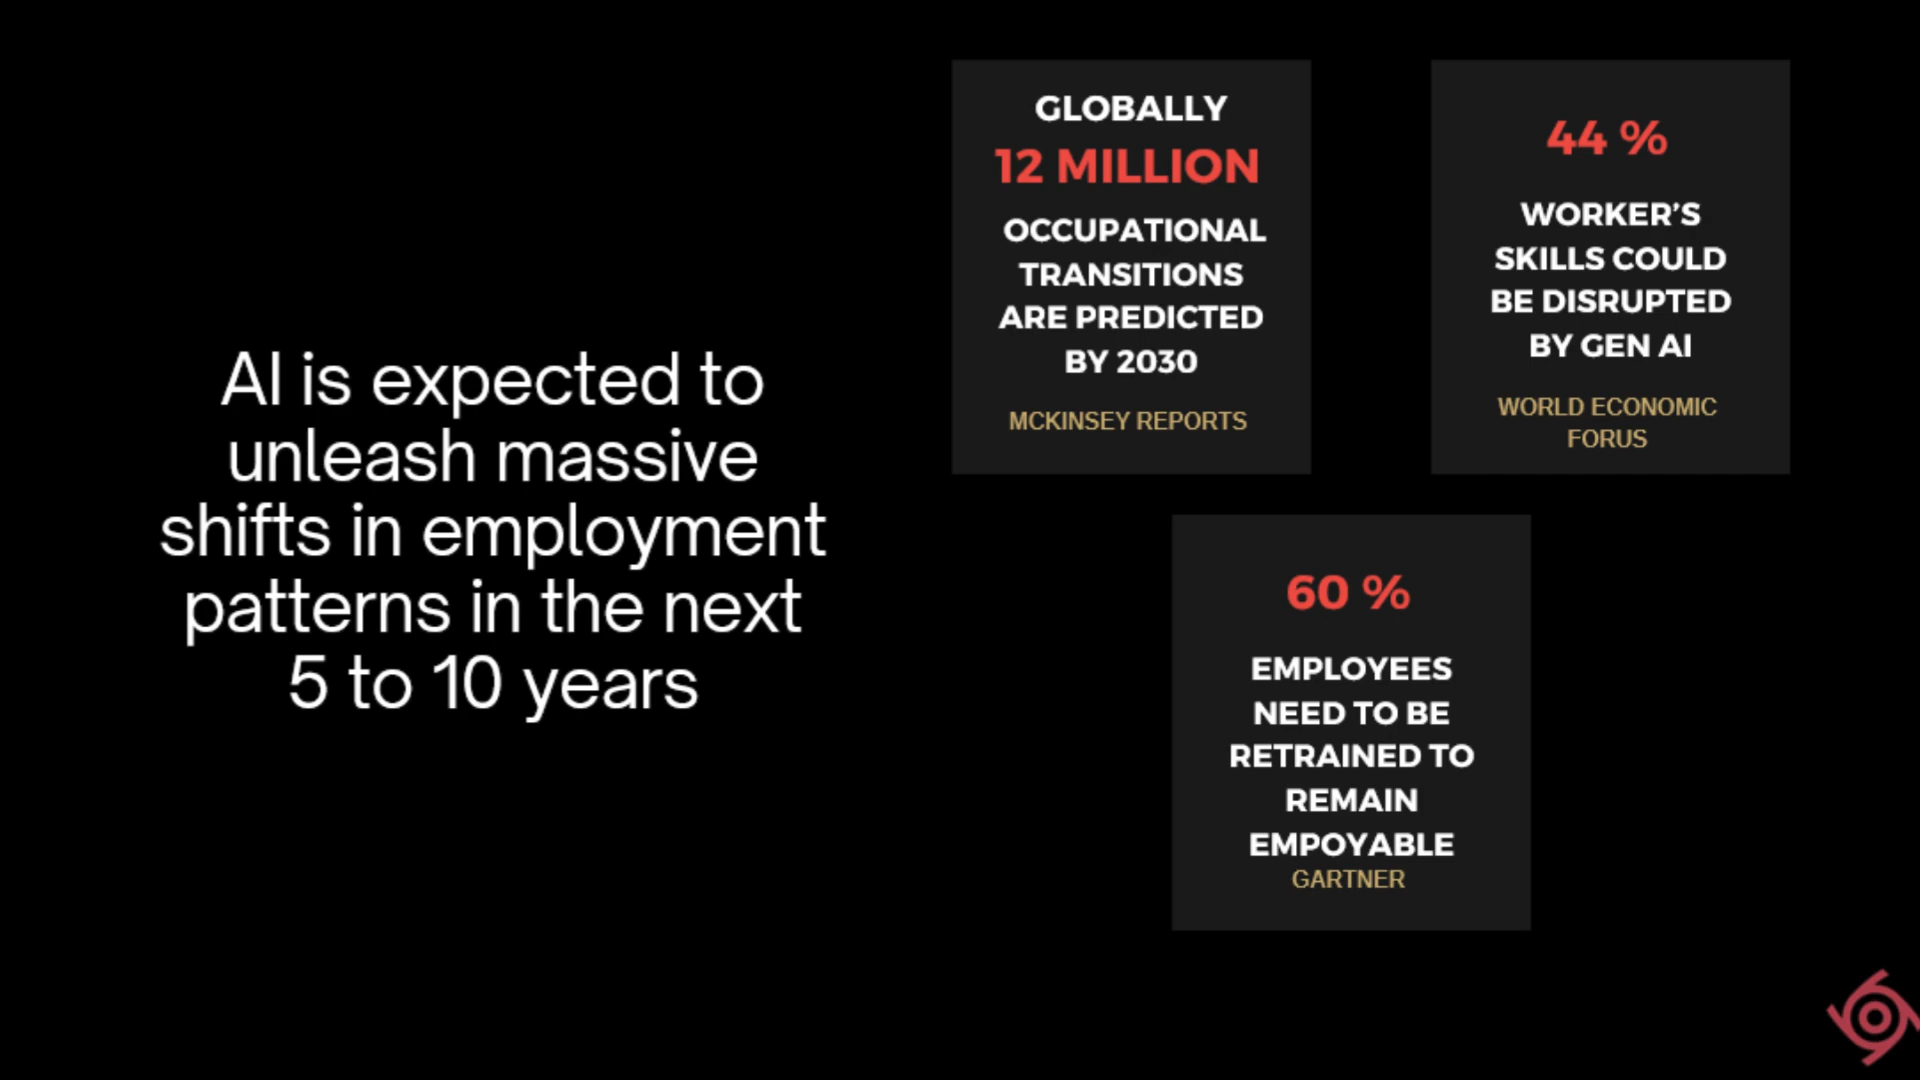 AI is expected to
unleash massive
shifts in employment
patterns in the next
5 to 10 years
GLOBALLY
12 MILLION
OCCUPATIONAL
TRANSITIONS
ARE PREDICTED
BY 2030
MCKINSEY REPORTS
44 %
WORKER’S
SKILLS COULD
BE DISRUPTED
BY GEN AI
WORLD ECONOMIC
FORUS
60 %
EMPLOYEES
NEED TO BE
RETRAINED TO
REMAIN
EMPOYABLE
GARTNER